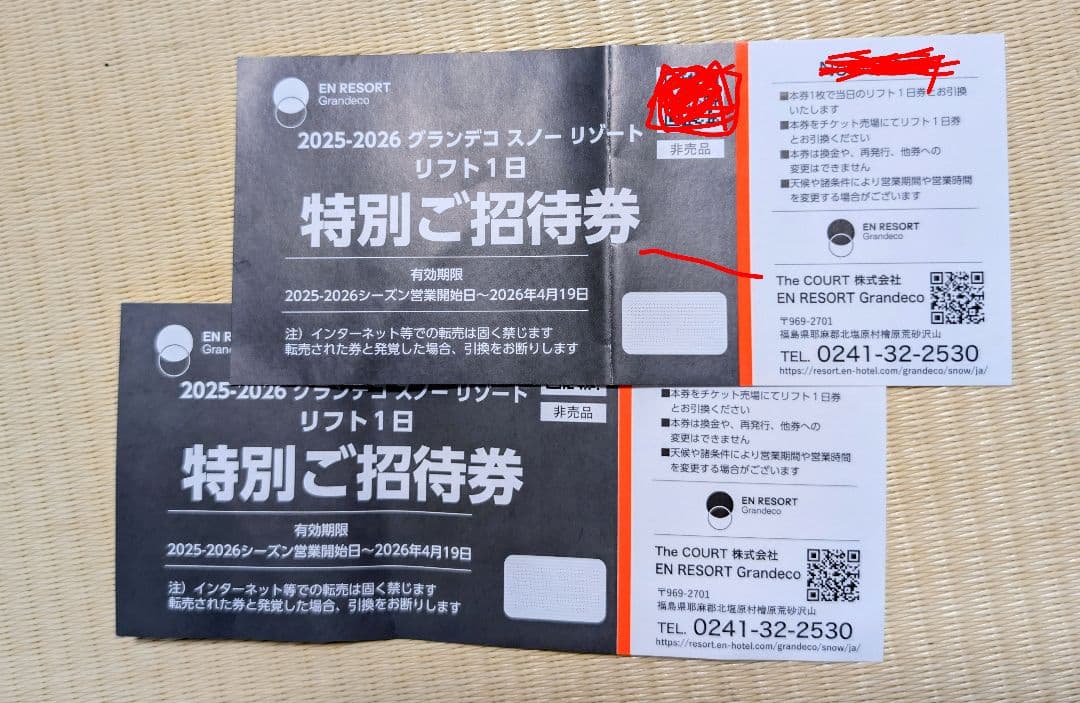 EN RESORT
Grandeco
2025-2026 グランデコ スノー リゾート
リフト1日
特別ご招待券
有効期限
2025-2026シーズン営業開始日～2026年4月19日
注）インターネット等での転売は固く禁じます
転売された券と発覚した場合、引換をお断りします
非売品
■本券1枚で当日のリフト1日券とお引換
いたします
■本券をチケット売場にてリフト1日券
とお引換ください
■本券は換金や、再発行、他券への
変更はできません
■天候や諸条件により営業期間や営業時間
を変更する場合がございます
EN RESORT
Grandeco
The COURT 株式会社
EN RESORT Grandeco
〒969-2701
福島県耶麻郡北塩原村檜原荒砂沢山
TEL. 0241-32-2530
https://resort.en-hotel.com/grandeco/snow/ja/
EN R
Gran
2025-2026 グランデコ スノー リゾート
リフト1日
特別ご招待券
有効期限
2025-2026シーズン営業開始日～2026年4月19日
注）インターネット等での転売は固く禁じます
転売された券と発覚した場合、引換をお断りします
非売品
■本券をチケット売場にてリフト1日券
とお引換ください
■本券は換金や、再発行、他券への
変更はできません
■天候や諸条件により営業期間や営業時間
を変更する場合がございます
EN RESORT
Grandeco
The COURT 株式会社
EN RESORT Grandeco
〒969-2701
福島県耶麻郡北塩原村檜原荒砂沢山
TEL. 0241-32-2530
https://resort.en-hotel.com/grandeco/snow/ja/